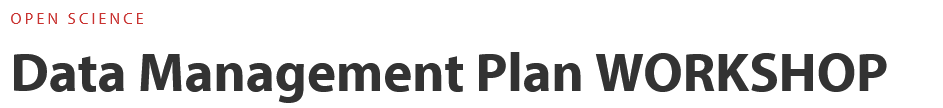 OPEN SCIENCE
Data Management Plan WORKSHOP